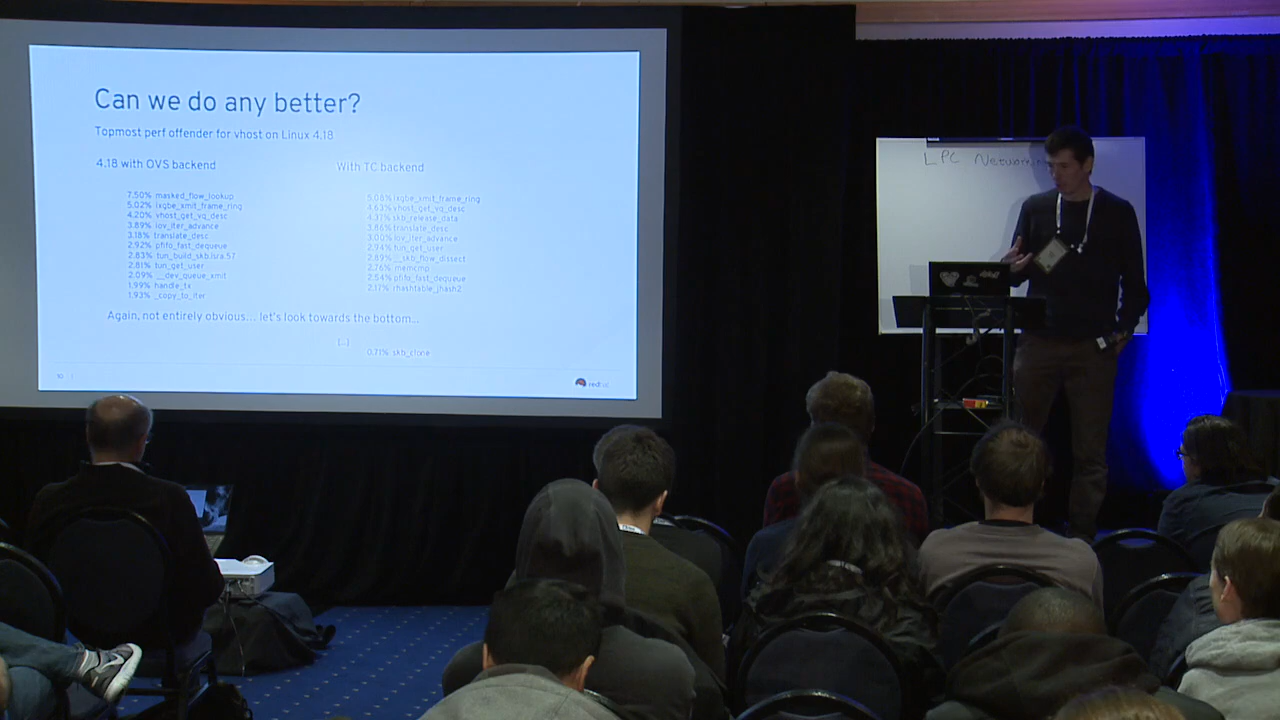 Can we do any better?
Topmost perf offender for vhost on Linux 4.18
4.18 with OVS backend
7.50% masked_flow_lookup
5.02% ixgbe_xmit_frame_ring
4.20% vhost_get_vq_desc
3.89% iov_iter_advance
3.18% translate_desc
2.92% pfifo_fast_dequeue
2.83% tun_build_skb.isra.57
2.81% tun_get_user
2.09% __dev_queue_xmit
1.99% handle_tx
1.93% _copy_to_iter
With TC backend
5.08% ixgbe_xmit_frame_ring
4.63% vhost_get_vq_desc
4.37% skb_release_data
3.86% translate_desc
3.00% iov_iter_advance
2.94% tun_get_user
2.89% __skb_flow_dissect
2.76% memcmp
2.54% pfifo_fast_dequeue
2.17% rhashtable_jhash2
Again, not entirely obvious... let's look towards the bottom...
[...]
0.71% skb_clone
10
redhat
LPC Networking